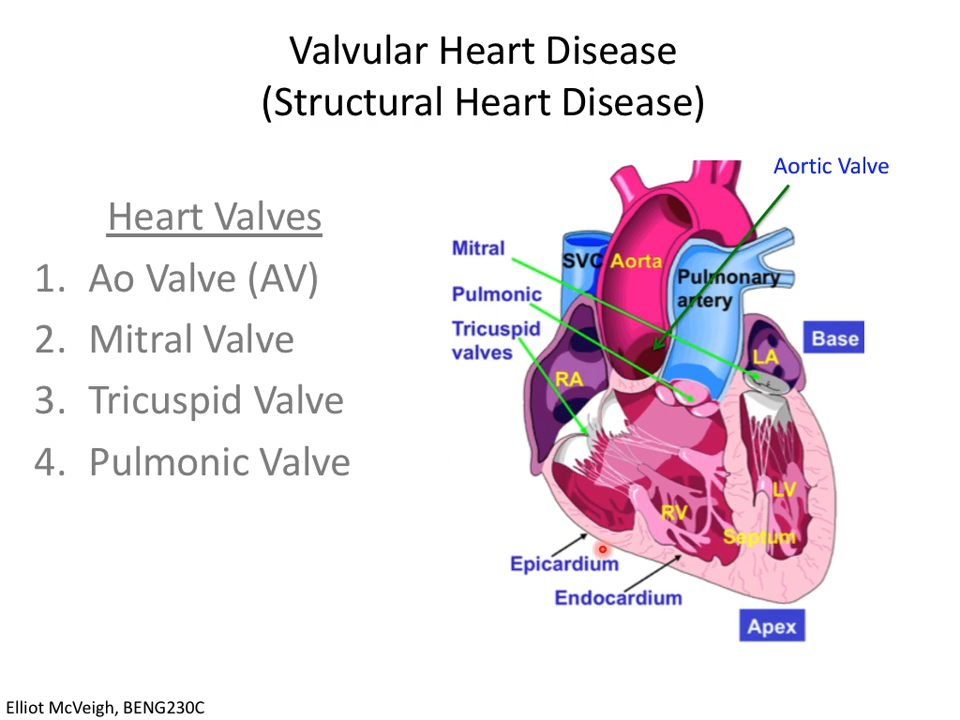 Valvular Heart Disease
(Structural Heart Disease)
Heart Valves
1. Ao Valve (AV)
2. Mitral Valve
3. Tricuspid Valve
4. Pulmonic Valve
Aortic Valve
Mitral
Pulmonic
Tricuspid
valves
SVC
Aorta
Pulmonary
artery
Base
LA
RA
LV
RV
Septum
Epicardium
Endocardium
Apex
Elliot McVeigh, BENG230C